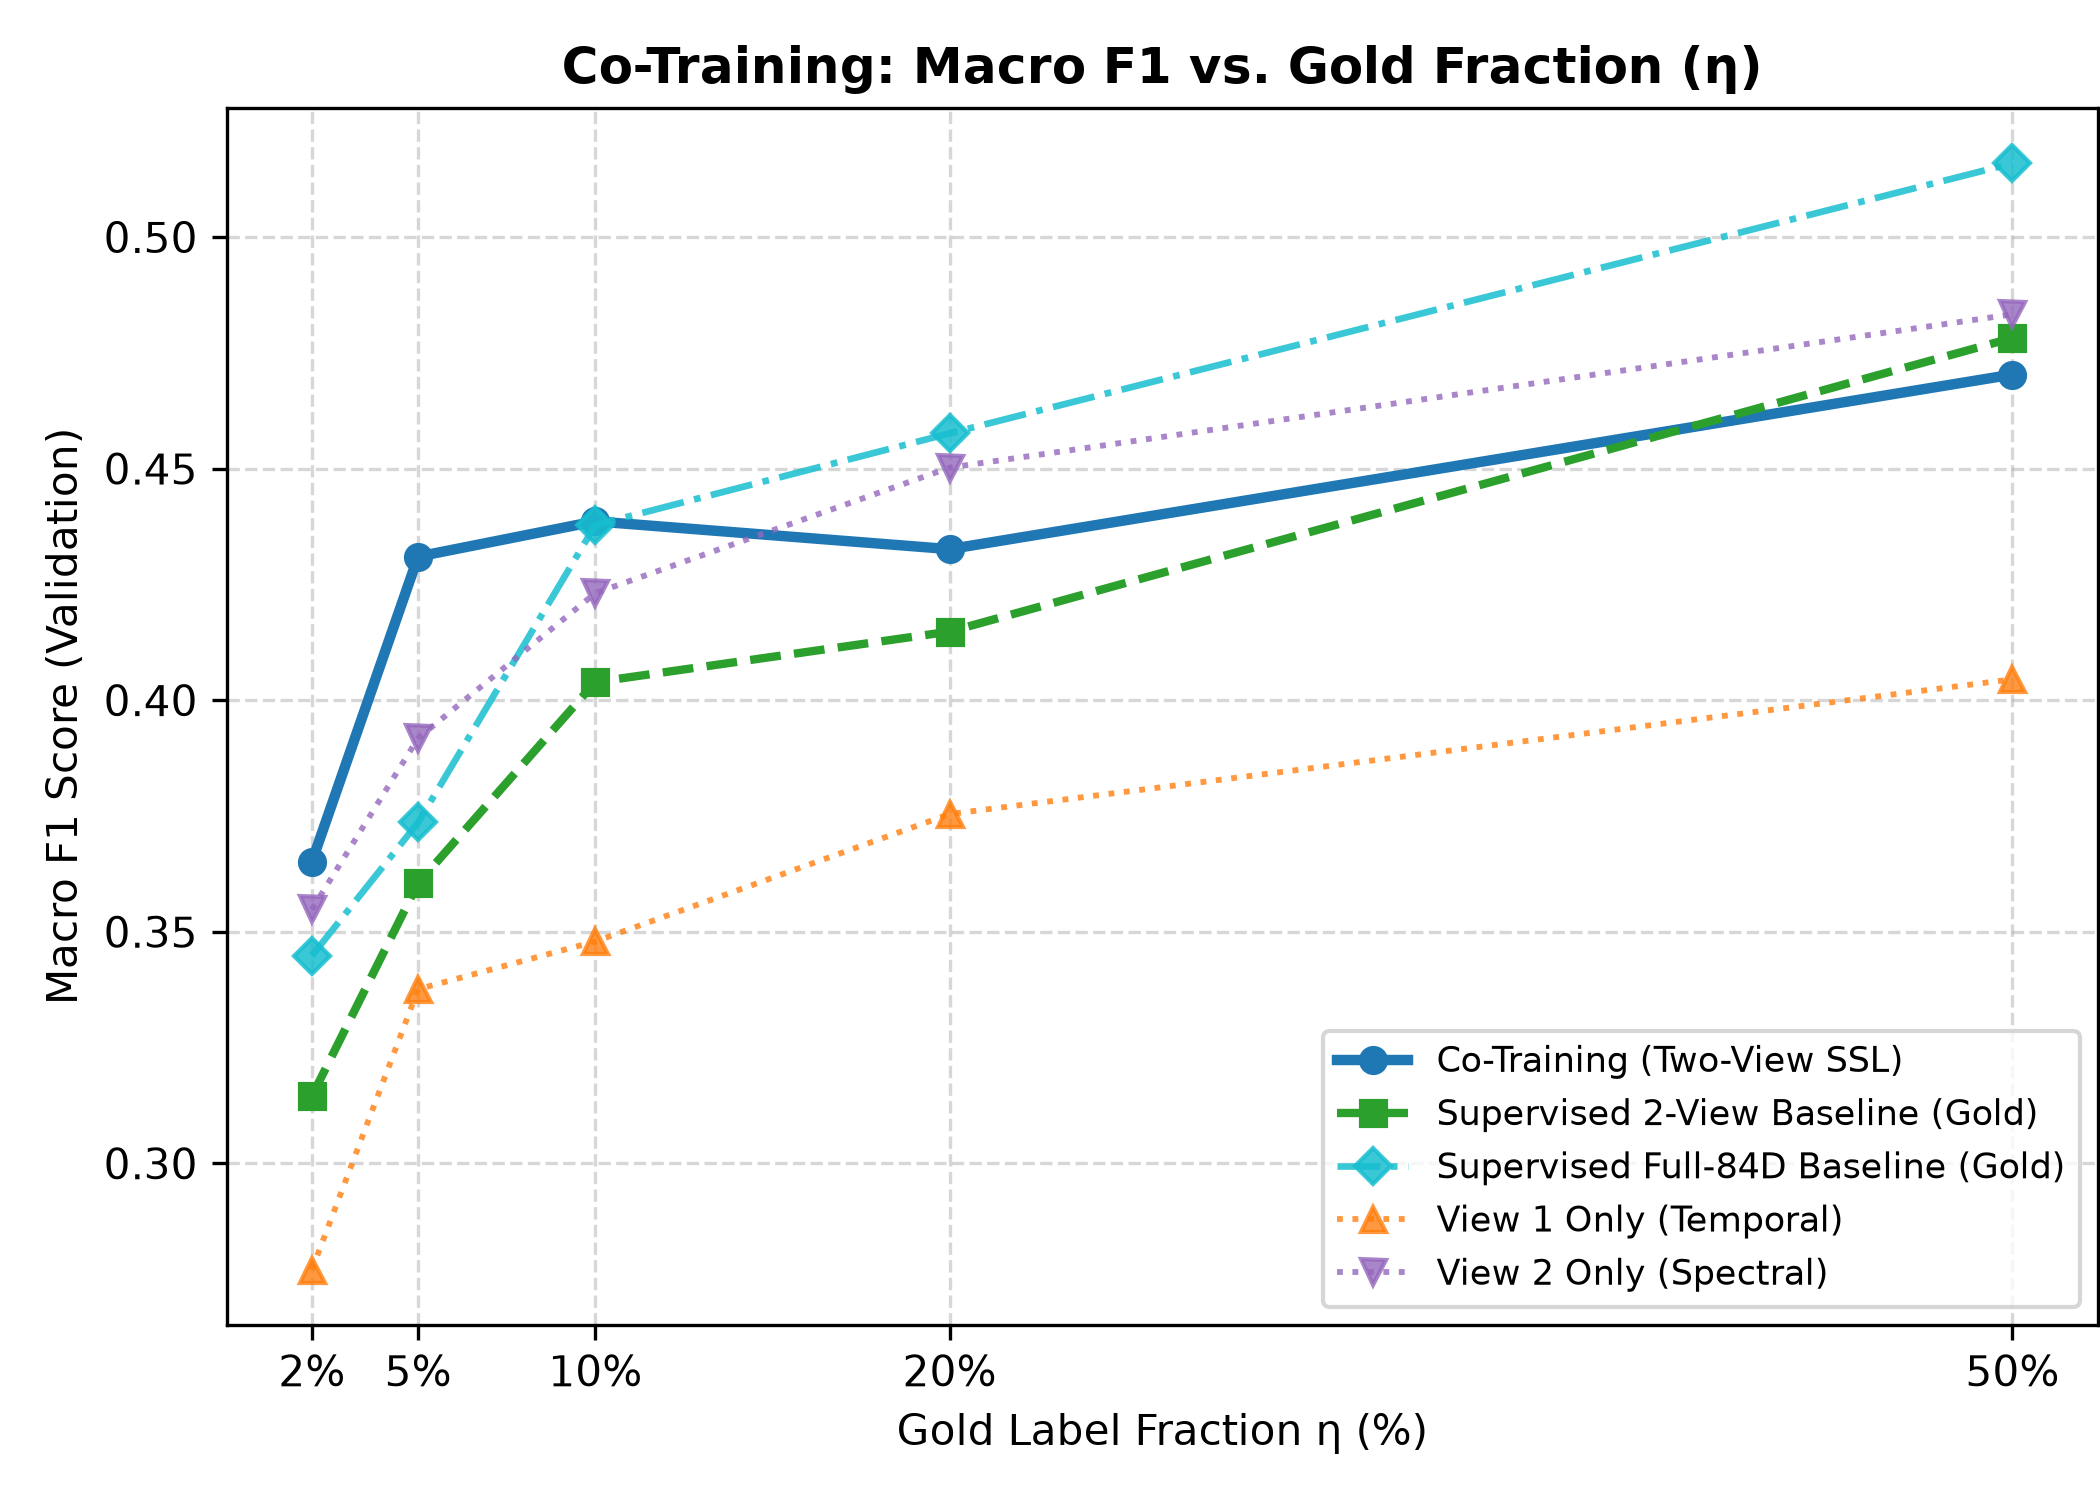 Co-Training: Macro F1 vs. Gold Fraction (η)
Macro F1 Score (Validation)
0.50
0.45
0.40
0.35
0.30
Co-Training (Two-View SSL)
Supervised 2-View Baseline (Gold)
Supervised Full-84D Baseline (Gold)
View 1 Only (Temporal)
View 2 Only (Spectral)
2% 5% 10% 20% 50%
Gold Label Fraction η (%)